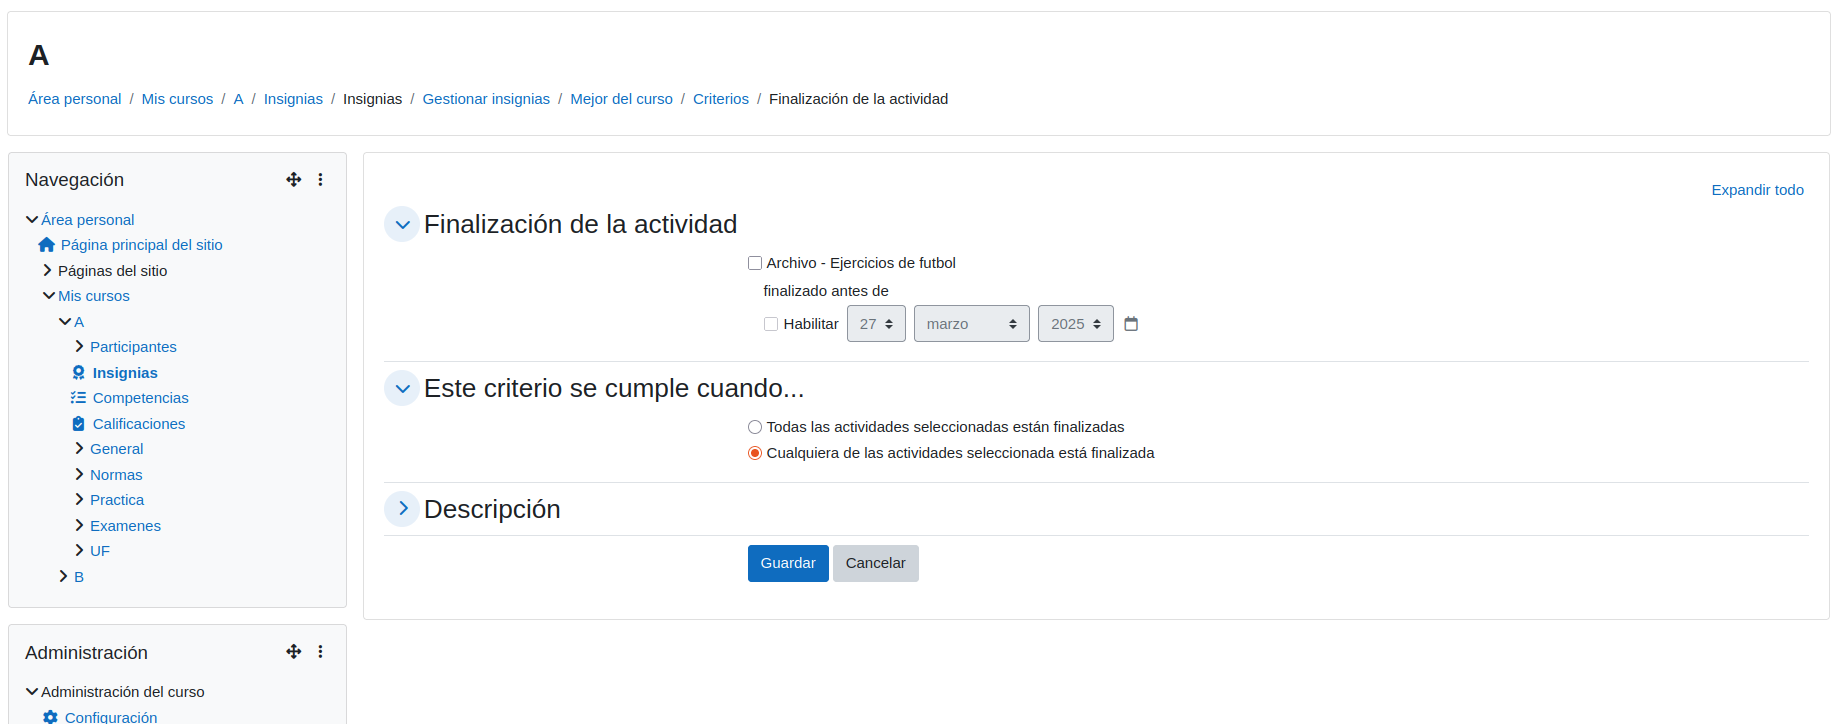 A
Área personal / Mis cursos / A / Insignias / Insignias / Gestionar insignias / Mejor del curso / Criterios / Finalización de la actividad
Navegación
Área personal
Página principal del sitio
Páginas del sitio
Mis cursos
A
Participantes
Insignias
Competencias
Calificaciones
General
Normas
Practica
Examenes
UF
B
Administración
Administración del curso
Configuración
Expandir todo
Finalización de la actividad
Archivo - Ejercicios de futbol
finalizado antes de
Habilitar 27 marzo 2025
Este criterio se cumple cuando...
Todas las actividades seleccionadas están finalizadas
Cualquiera de las actividades seleccionada está finalizada
Descripción
Guardar Cancelar